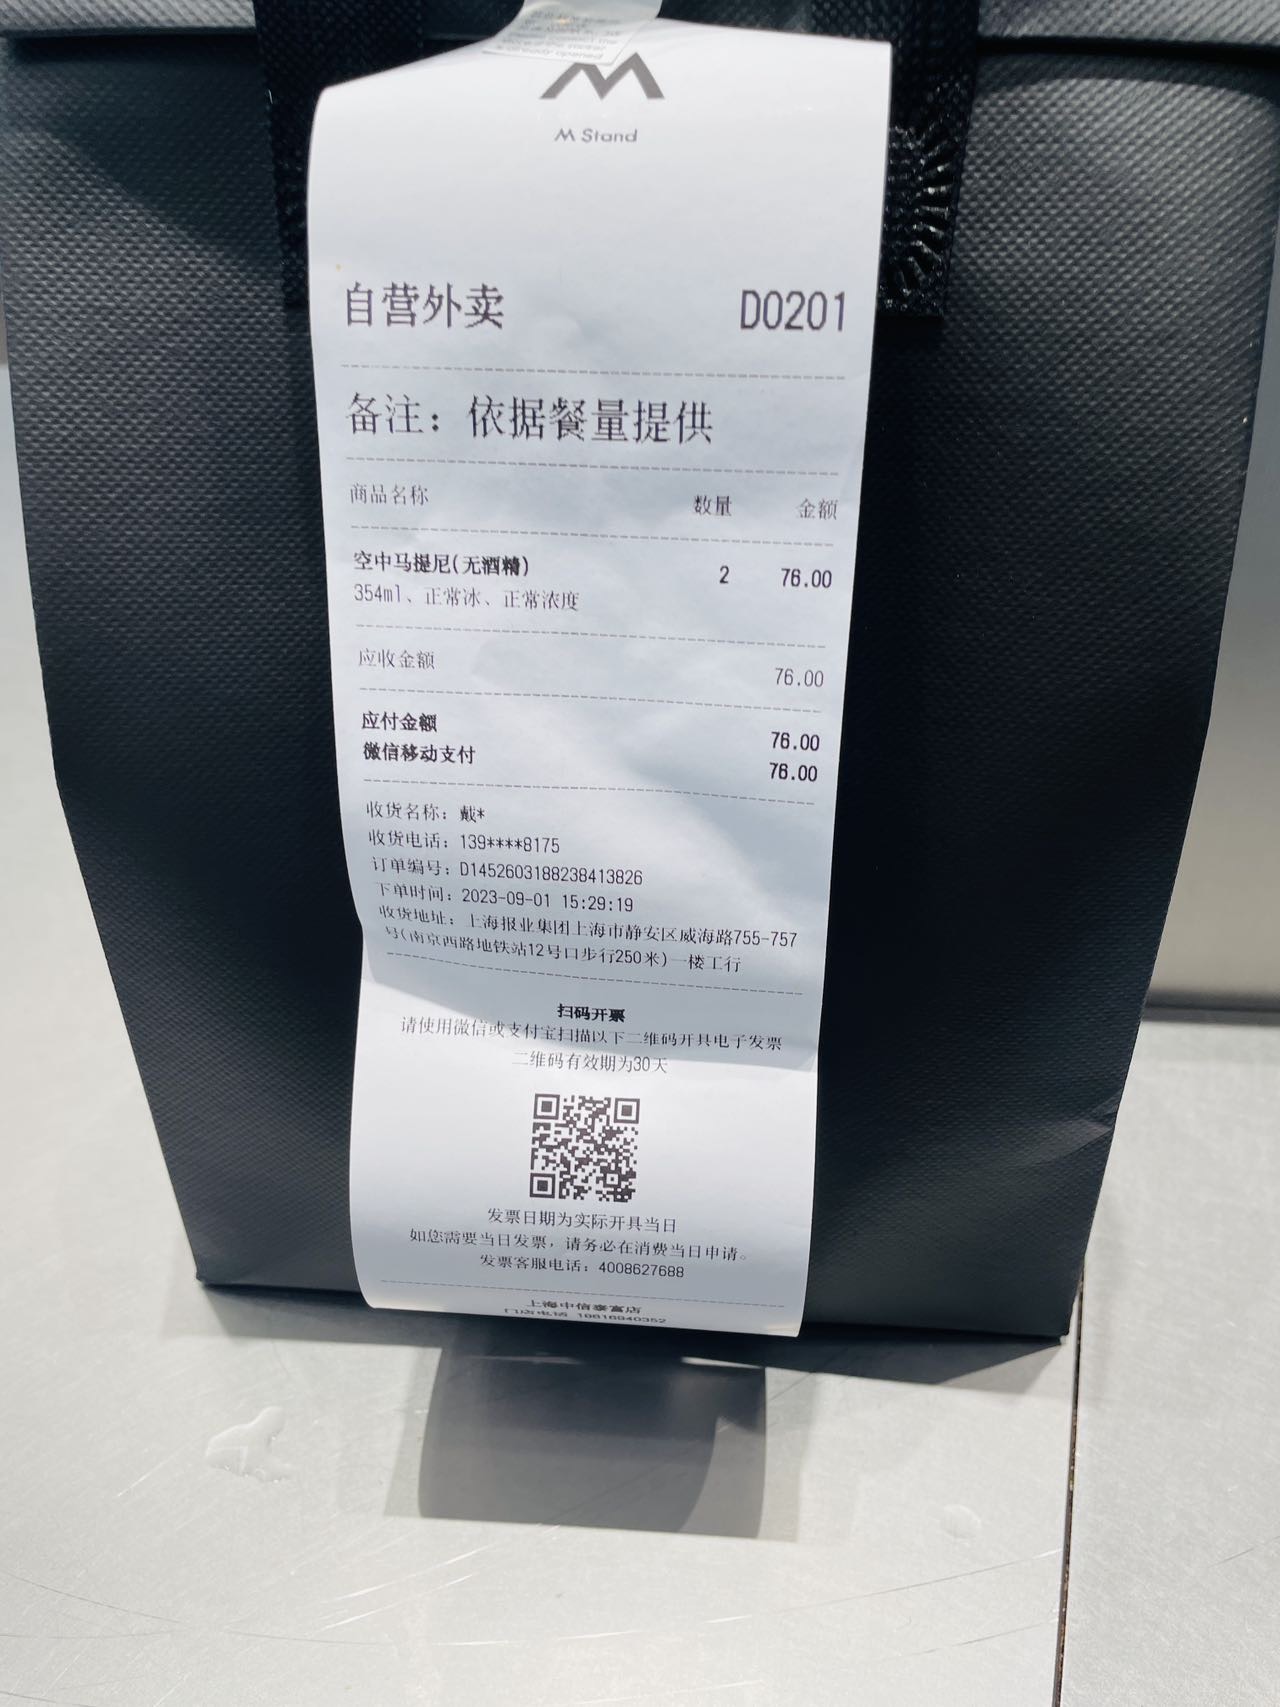 M Stand
自营外卖 D0201
备注：依据餐量提供
商品名称 数量 金额
空中马提尼(无酒精) 2 76.00
354ml、正常冰、正常浓度
应收金额 76.00
应付金额 76.00
微信移动支付 76.00
收货名称：戴*
收货电话：139****8175
订单编号：D1452603188238413826
下单时间：2023-09-01 15:29:19
收货地址：上海报业集团上海市静安区威海路755-757
号(南京西路地铁站12号口步行250米)一楼工行
扫码开票
请使用微信或支付宝扫描以下二维码开具电子发票
二维码有效期为30天
发票日期为实际开具当日
如您需要当日发票，请务必在消费当日申请。
发票客服电话：4008627688
上海中信泰富店
门店电话